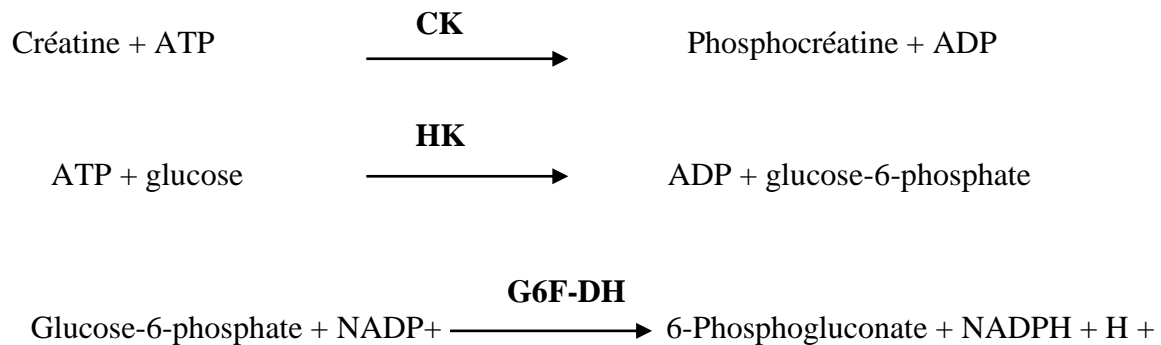 CK
Créatine + ATP Phosphocréatine + ADP
HK
ATP + glucose ADP + glucose-6-phosphate
G6F-DH
Glucose-6-phosphate + NADP+ 6-Phosphogluconate + NADPH + H +